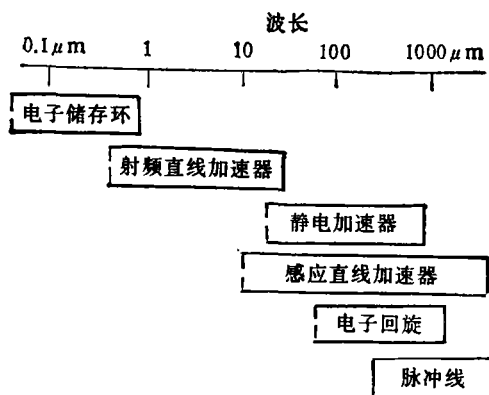 波长
0.1μm 1 10 100 1000μm
电子储存环
射频直线加速器
静电加速器
感应直线加速器
电子回旋
脉冲线